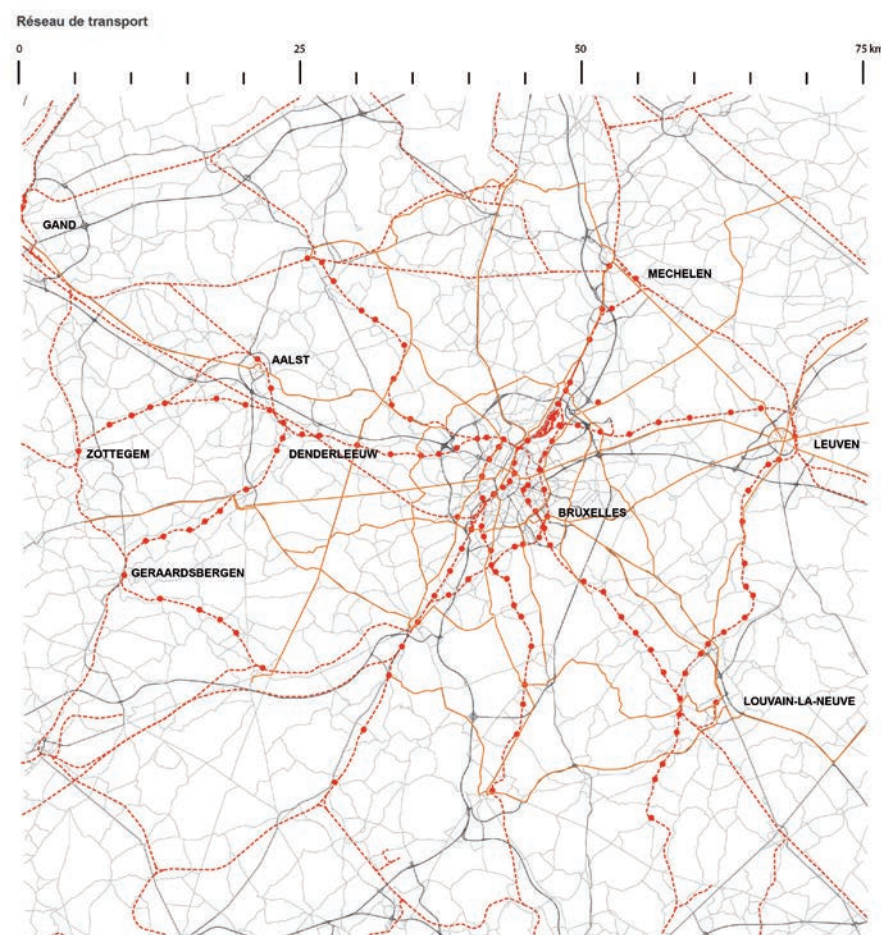 Réseau de transport
0 25 50 75 km
GAND
MECHELEN
AALST
ZOTTEGEM
DENDERLEEUW
LEUVEN
BRUXELLES
GERAARDSBERGEN
LOUVAIN-LA-NEUVE